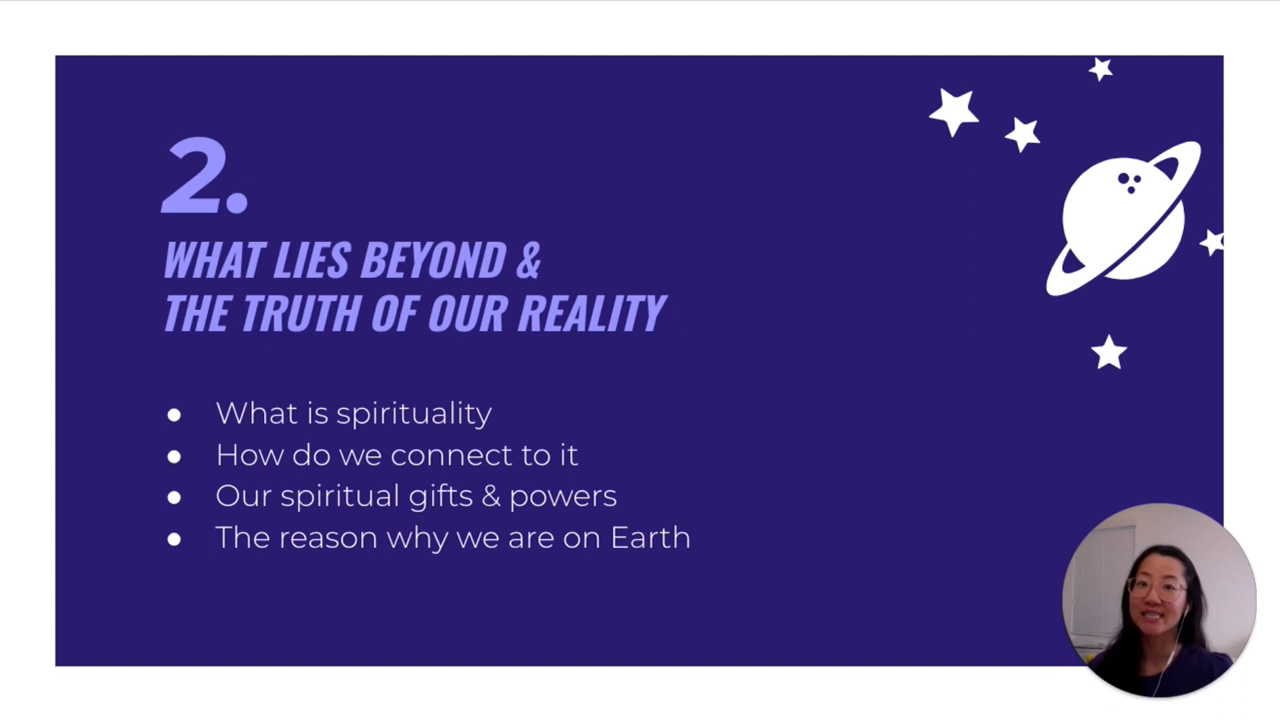 2.
WHAT LIES BEYOND &
THE TRUTH OF OUR REALITY
● What is spirituality
● How do we connect to it
● Our spiritual gifts & powers
● The reason why we are on Earth